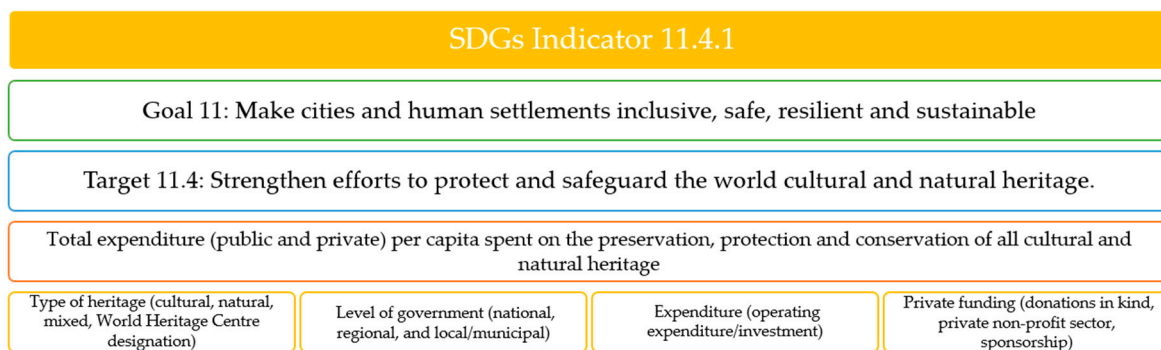 SDGs Indicator 11.4.1
Goal 11: Make cities and human settlements inclusive, safe, resilient and sustainable
Target 11.4: Strengthen efforts to protect and safeguard the world cultural and natural heritage.
Total expenditure (public and private) per capita spent on the preservation, protection and conservation of all cultural and
natural heritage
Type of heritage (cultural, natural,
mixed, World Heritage Centre
designation)
Level of government (national,
regional, and local/municipal)
Expenditure (operating
expenditure/investment)
Private funding (donations in kind,
private non-profit sector,
sponsorship)